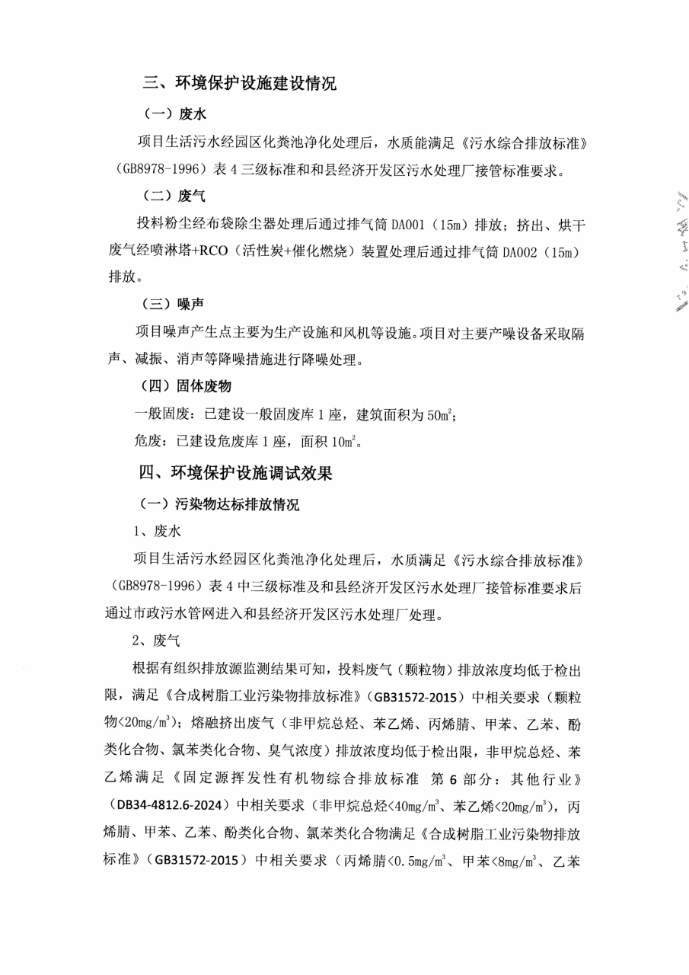 三、环境保护设施建设情况
（一）废水
项目生活污水经园区化粪池净化处理后，水质能满足《污水综合排放标准》
（GB8978-1996）表 4 三级标准和和县经济开发区污水处理厂接管标准要求。
（二）废气
投料粉尘经布袋除尘器处理后通过排气筒 DA001（15m）排放；挤出、烘干
废气经喷淋塔+RCO（活性炭+催化燃烧）装置处理后通过排气筒 DA002（15m）
排放。
（三）噪声
项目噪声产生点主要为生产设施和风机等设施。项目对主要产噪设备采取隔
声、减振、消声等降噪措施进行降噪处理。
（四）固体废物
一般固废：已建设一般固废库 1 座，建筑面积为 50㎡；
危废：已建设危废库 1 座，面积 10㎡。
四、环境保护设施调试效果
（一）污染物达标排放情况
1、废水
项目生活污水经园区化粪池净化处理后，水质满足《污水综合排放标准》
（GB8978-1996）表 4 中三级标准及和县经济开发区污水处理厂接管标准要求后
通过市政污水管网进入和县经济开发区污水处理厂处理。
2、废气
根据有组织排放源监测结果可知，投料废气（颗粒物）排放浓度均低于检出
限，满足《合成树脂工业污染物排放标准》（GB31572-2015）中相关要求（颗粒
物<20mg/m³）；熔融挤出废气（非甲烷总烃、苯乙烯、丙烯腈、甲苯、乙苯、酚
类化合物、氯苯类化合物、臭气浓度）排放浓度均低于检出限，非甲烷总烃、苯
乙烯满足《固定源挥发性有机物综合排放标准 第 6 部分：其他行业》
（DB34-4812.6-2024）中相关要求（非甲烷总烃<40mg/m³、苯乙烯<20mg/m³），丙
烯腈、甲苯、乙苯、酚类化合物、氯苯类化合物满足《合成树脂工业污染物排放
标准》（GB31572-2015）中相关要求（丙烯腈<0.5mg/m³、甲苯<8mg/m³、乙苯